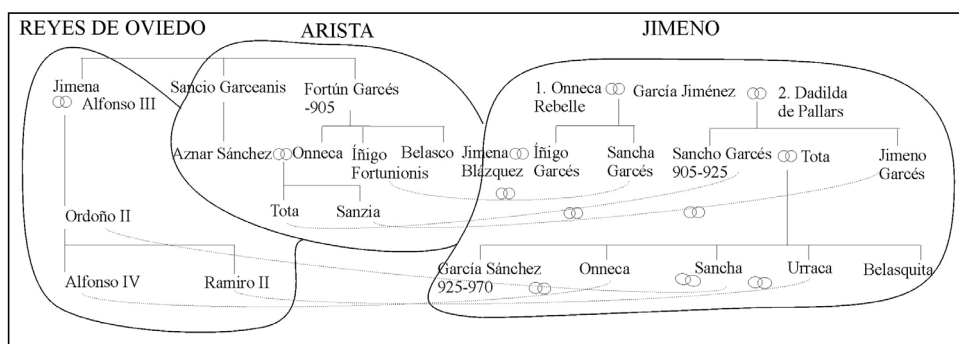 REYES DE OVIEDO
ARISTA
JIMENO
Jimena
Alfonso III
Sancio Garceanis
Fortún Garcés
-905
1. Onneca
Rebelle
García Jiménez
2. Dadilda
de Pallars
Aznar Sánchez
Onneca
Íñigo
Fortunionis
Belasco
Jimena
Blázquez
Íñigo
Garcés
Sancha
Garcés
Sancho Garcés
905-925
Tota
Jimeno
Garcés
Tota
Sanzia
Ordoño II
Alfonso IV
Ramiro II
García Sánchez
925-970
Onneca
Sancha
Urraca
Belasquita